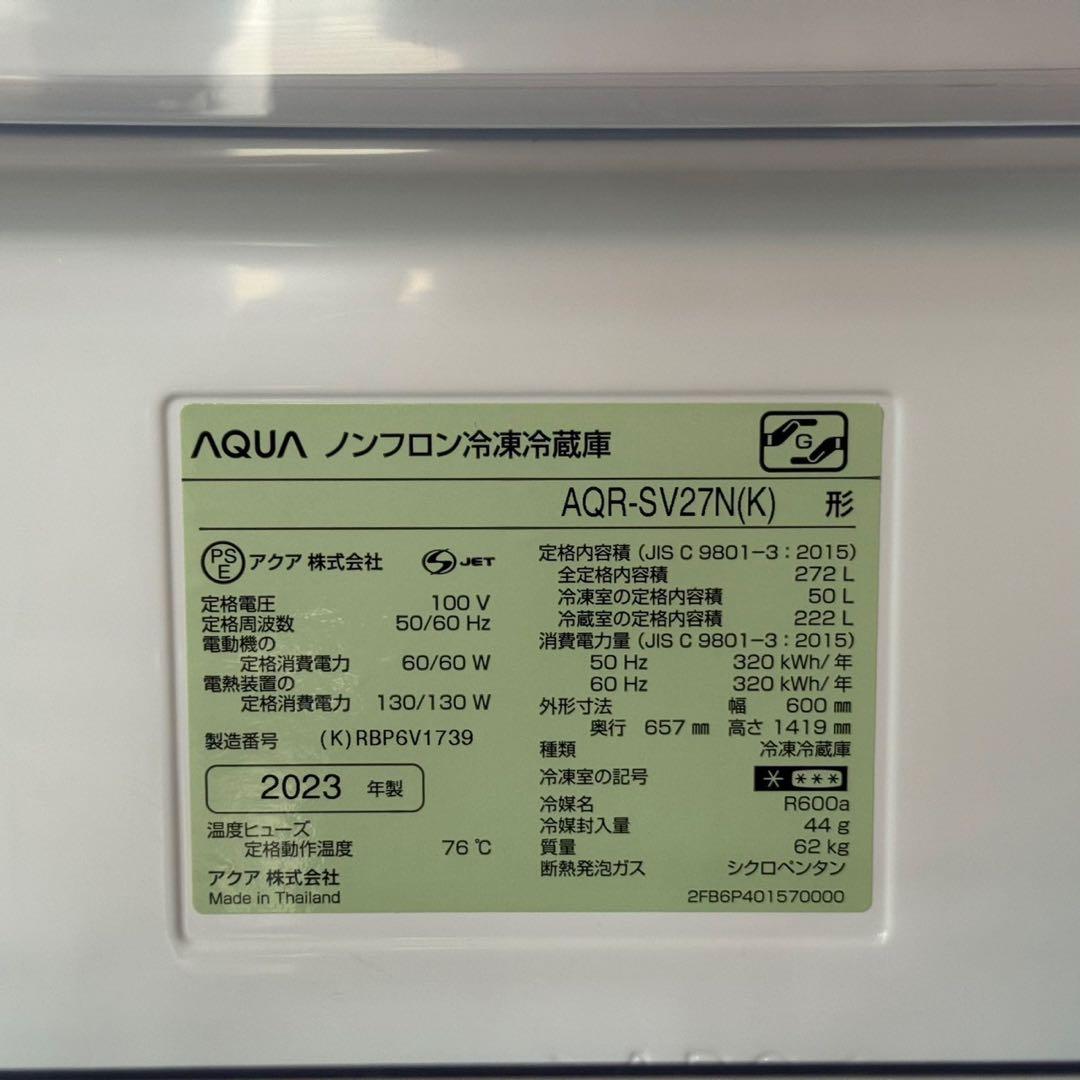 AQUA ノンフロン冷凍冷蔵庫
G
AQR-SV27N(K) 形
PSE アクア 株式会社 S JET
定格電圧 100 V
定格周波数 50/60 Hz
電動機の
定格消費電力 60/60 W
電熱装置の
定格消費電力 130/130 W
製造番号 (K)RBP6V1739
2023 年製
温度ヒューズ
定格動作温度 76 ℃
アクア 株式会社
Made in Thailand
定格内容積 (JIS C 9801-3:2015)
全定格内容積 272 L
冷凍室の定格内容積 50 L
冷蔵室の定格内容積 222 L
消費電力量 (JIS C 9801-3:2015)
50 Hz 320 kWh/年
60 Hz 320 kWh/年
外形寸法 幅 600 ㎜
奥行 657 ㎜ 高さ 1419 ㎜
種類 冷凍冷蔵庫
冷凍室の記号 * ***
冷媒名 R600a
冷媒封入量 44 g
質量 62 kg
断熱発泡ガス シクロペンタン
2FB6P401570000